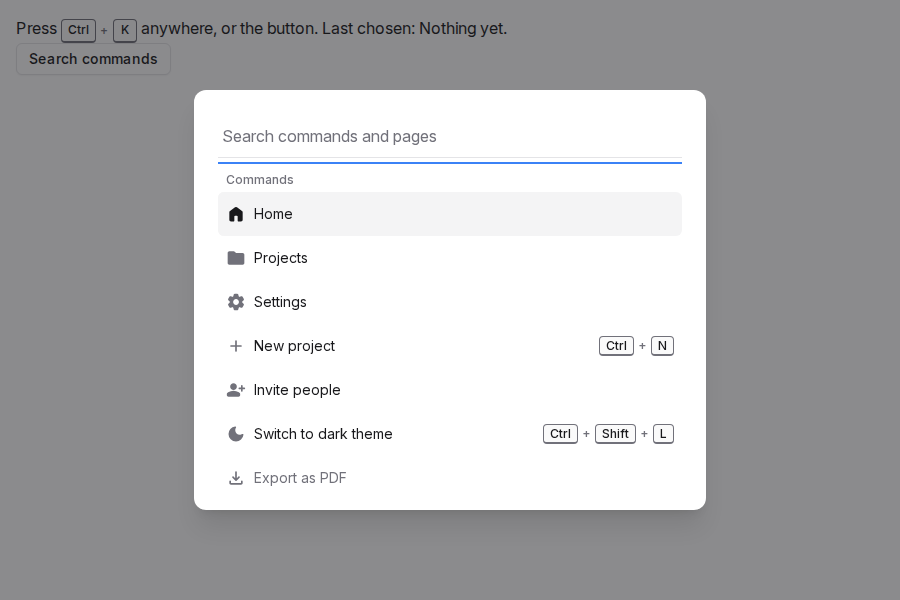 Press Ctrl + K anywhere, or the button. Last chosen: Nothing yet.
Search commands
Search commands and pages
Commands
Home
Projects
Settings
New project Ctrl + N
Invite people
Switch to dark theme Ctrl + Shift + L
Export as PDF